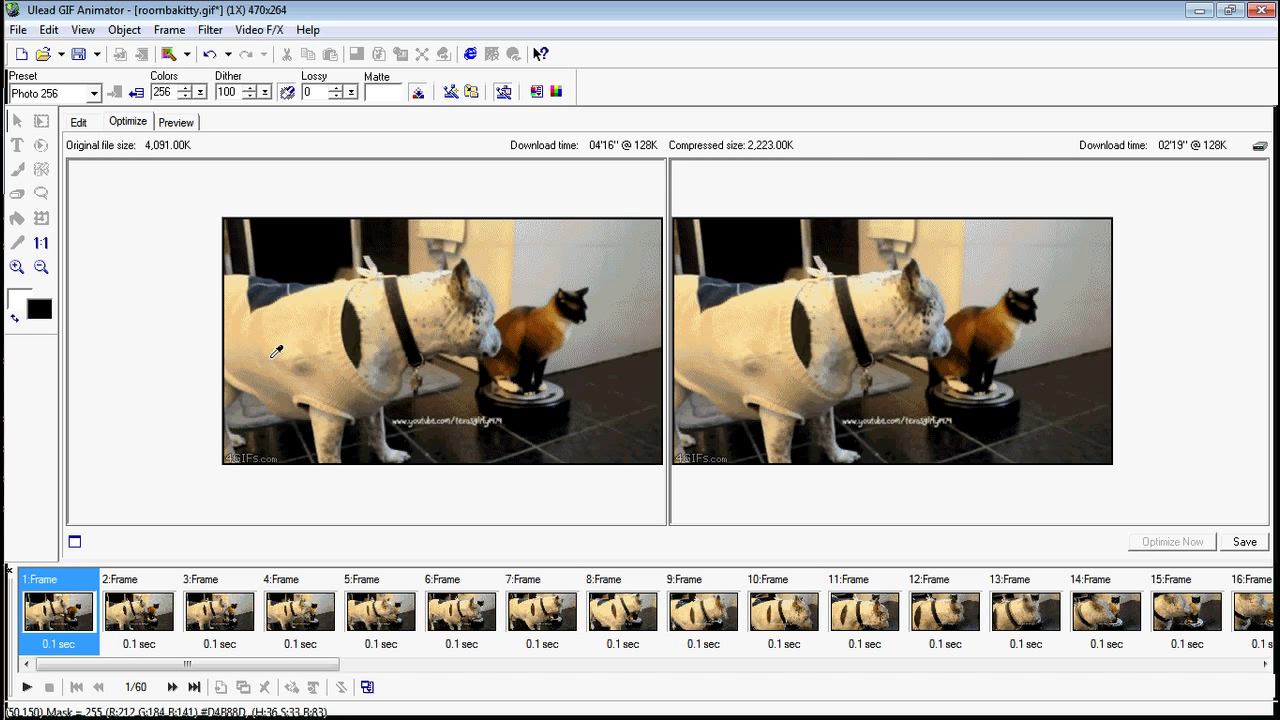 Ulead GIF Animator - [roornbakitty.gif*] (1X) 470x264
File Edit View Object Frame Filter Video F/X Help
Preset Colors Dither Lossy Matte
Photo 256 256 100 0
Edit Optimize Preview
Original file size: 4,091.00K Download time: 04'16" @ 128K Compressed size: 2,223.00K Download time: 02'19" @ 128K
T
1:1
4GIFs.com 4GIFs.com
Optimize Now Save
1:Frame 2:Frame 3:Frame 4:Frame 5:Frame 6:Frame 7:Frame 8:Frame 9:Frame 10:Frame 11:Frame 12:Frame 13:Frame 14:Frame 15:Frame 16:Frame
0.1 sec 0.1 sec 0.1 sec 0.1 sec 0.1 sec 0.1 sec 0.1 sec 0.1 sec 0.1 sec 0.1 sec 0.1 sec 0.1 sec 0.1 sec 0.1 sec 0.1 sec 0.1 s
1/60
(50,150) Mask = 255 (R:212 G:184 B:141) #D4B88D, (H:36 S:33 B:83)